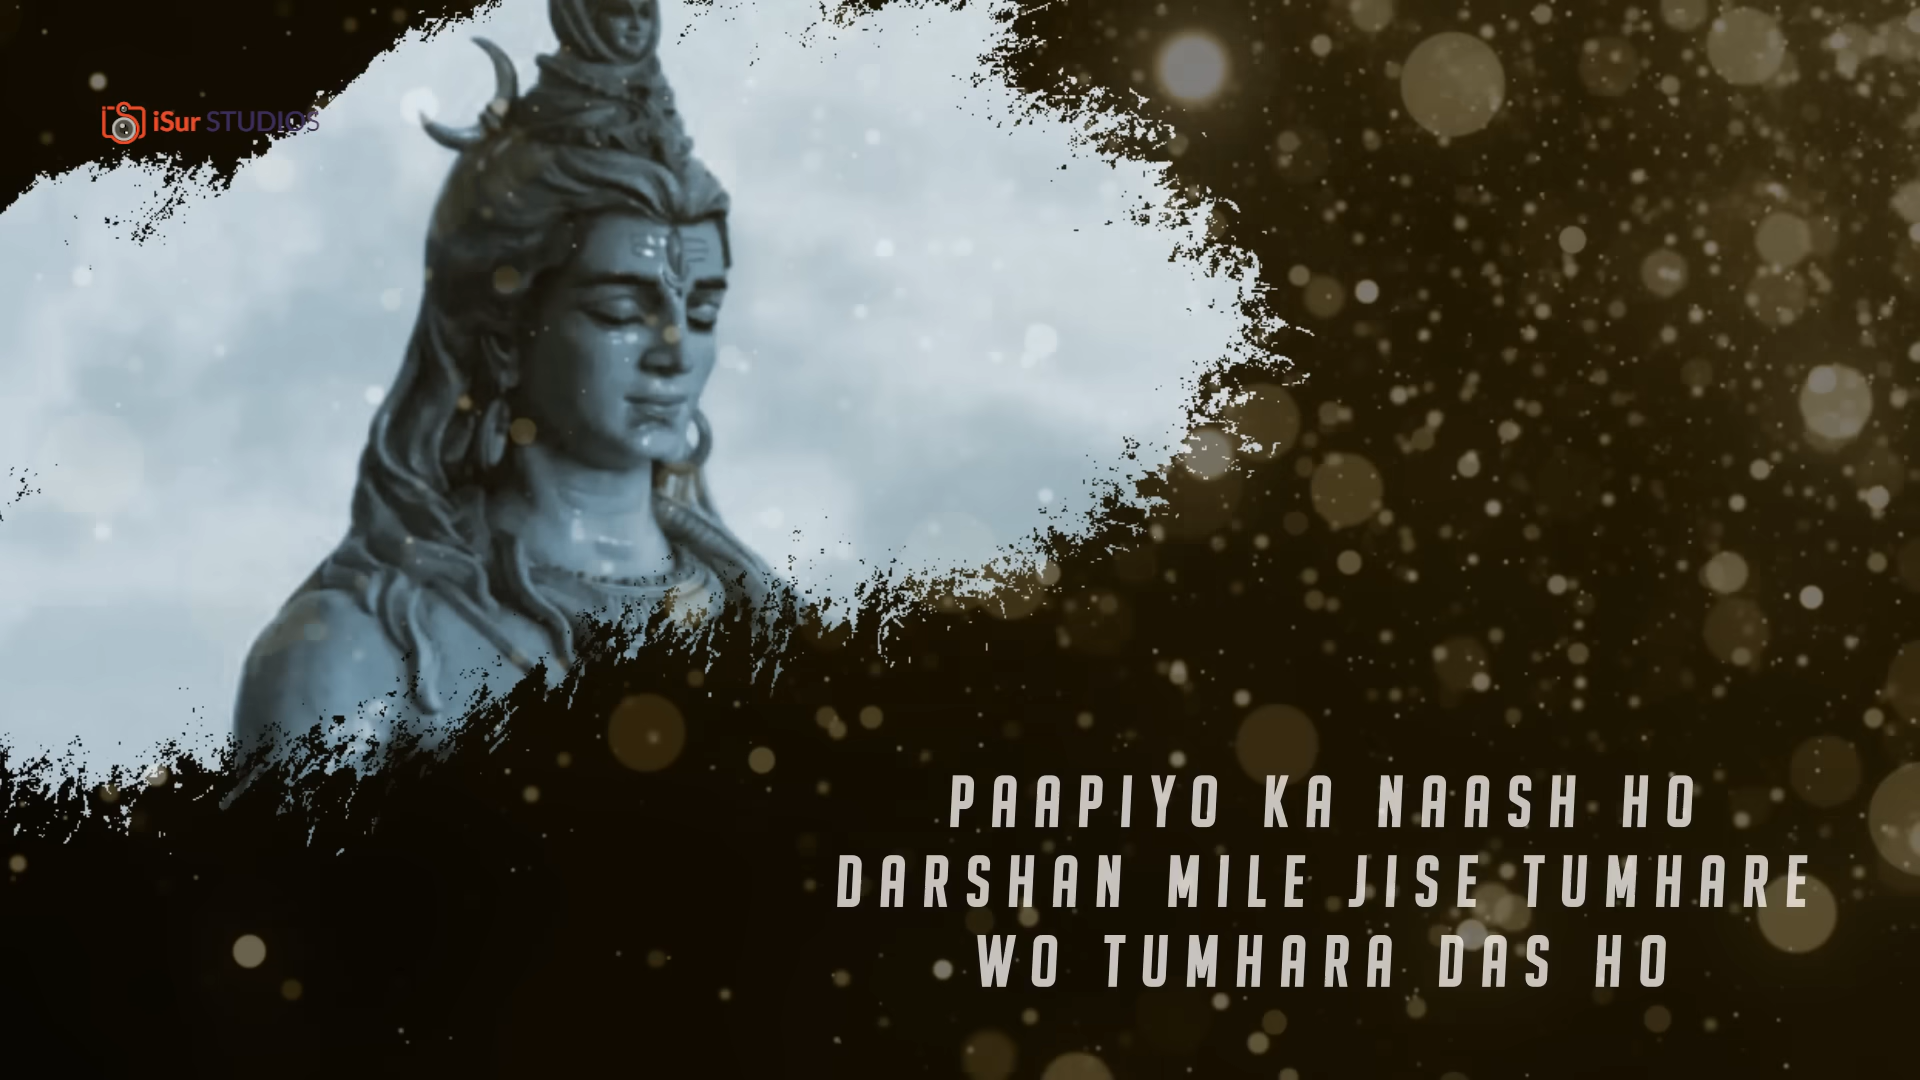 iSur STUDIOS
PAAPIYO KA NAASH HO
DARSHAN MILE JISE TUMHARE
WO TUMHARA DAS HO